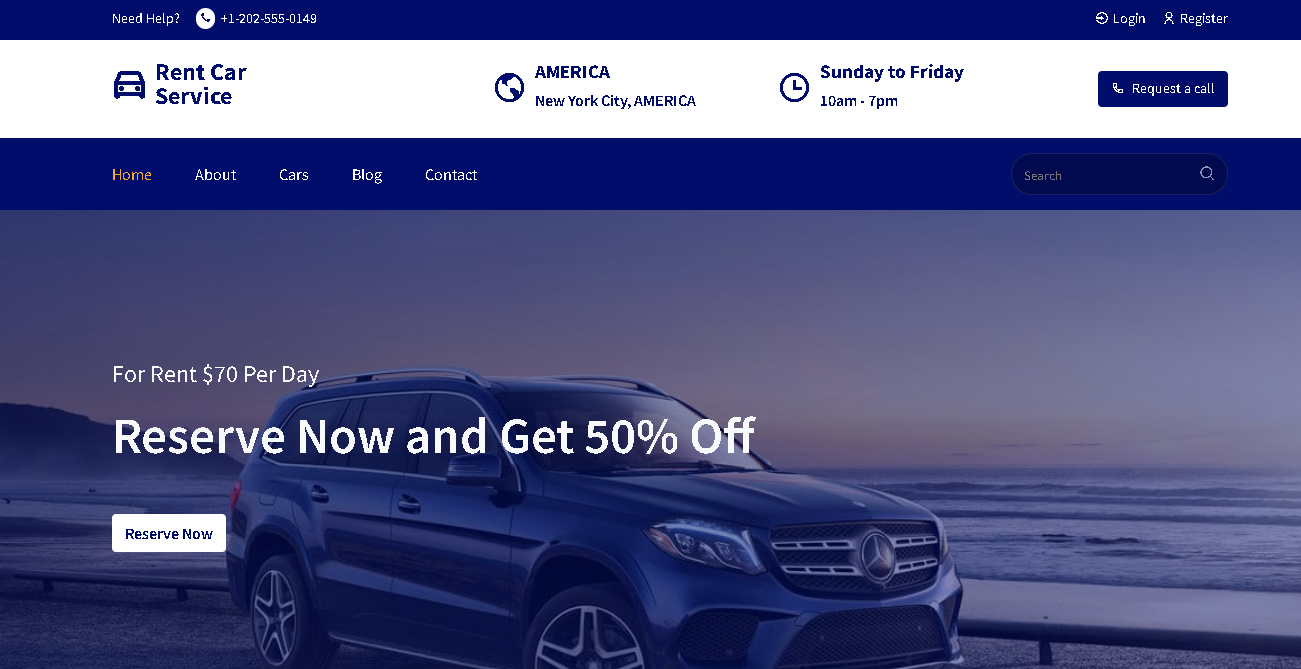 Need Help? +1-202-555-0149 Login Register
Rent Car
Service
AMERICA
New York City, AMERICA
Sunday to Friday
10am - 7pm
Request a call
Home About Cars Blog Contact Search
For Rent $70 Per Day
Reserve Now and Get 50% Off
Reserve Now